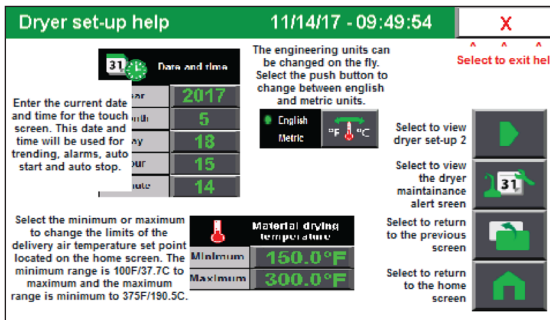 Dryer set-up help
11/14/17 - 09:49:54
X
^ ^ ^
Select to exit hel
31
Date and time
ear
2017
onth
5
ay
18
our
15
nute
14
Enter the current date
and time for the touch
screen. This date and
time will be used for
trending, alarms, auto
start and auto stop.
The engineering units can
be changed on the fly.
Select the push button to
change between english
and metric units.
English
Metric
°F °C
Select to view
dryer set-up 2
Select to view
the dryer
maintainance
alert sreen
31
Select to return
to the previous
screen
Select to return
to the home
screen
Select the minimum or maximum
to change the limits of the
delivery air temperature set point
located on the home screen. The
minimum range is 100F/37.7C to
maximum and the maximum
range is minimum to 375F/190.5C.
Material drying
temperature
Minimum
150.0°F
Maximum
300.0°F